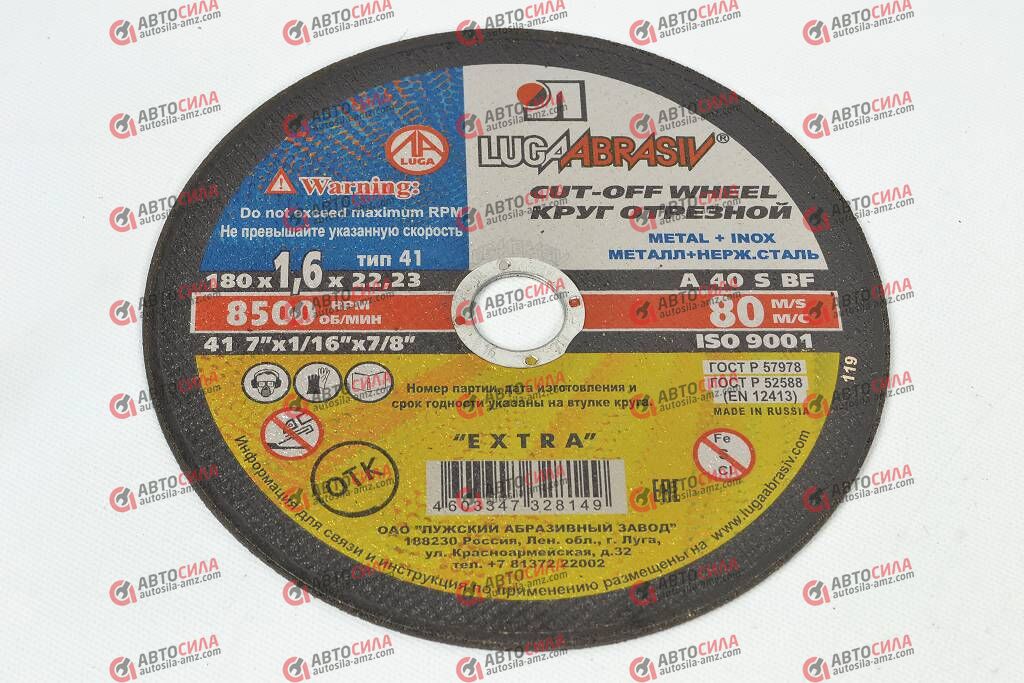 LUGAABRASIV®
CUT-OFF WHEEL
КРУГ ОТРЕЗНОЙ
METAL + INOX
МЕТАЛЛ+НЕРЖ.СТАЛЬ
LUGA
Warning:
Do not exceed maximum RPM
Не превышайте указанную скорость
тип 41
180 x 1,6 x 22,23
A 40 S BF
8500 RPM
ОБ/МИН
80 M/S
М/С
41 7"x1/16"x7/8"
ISO 9001
ГОСТ Р 57978
ГОСТ Р 52588
(EN 12413)
MADE IN RUSSIA
119
Номер партии, дата изготовления и
срок годности указаны на втулке круга.
"EXTRA"
Fe
S
Cl
ОТК
4603347 328149
EAC
ОАО "ЛУЖСКИЙ АБРАЗИВНЫЙ ЗАВОД"
188230 Россия, Лен. обл., г. Луга,
ул. Красноармейская, д.32
тел. +7 81372 22002
Информация для связи и инструкция по применению размещены на www.lugaabrasiv.com
АВТОСИЛА
autosila-amz.com